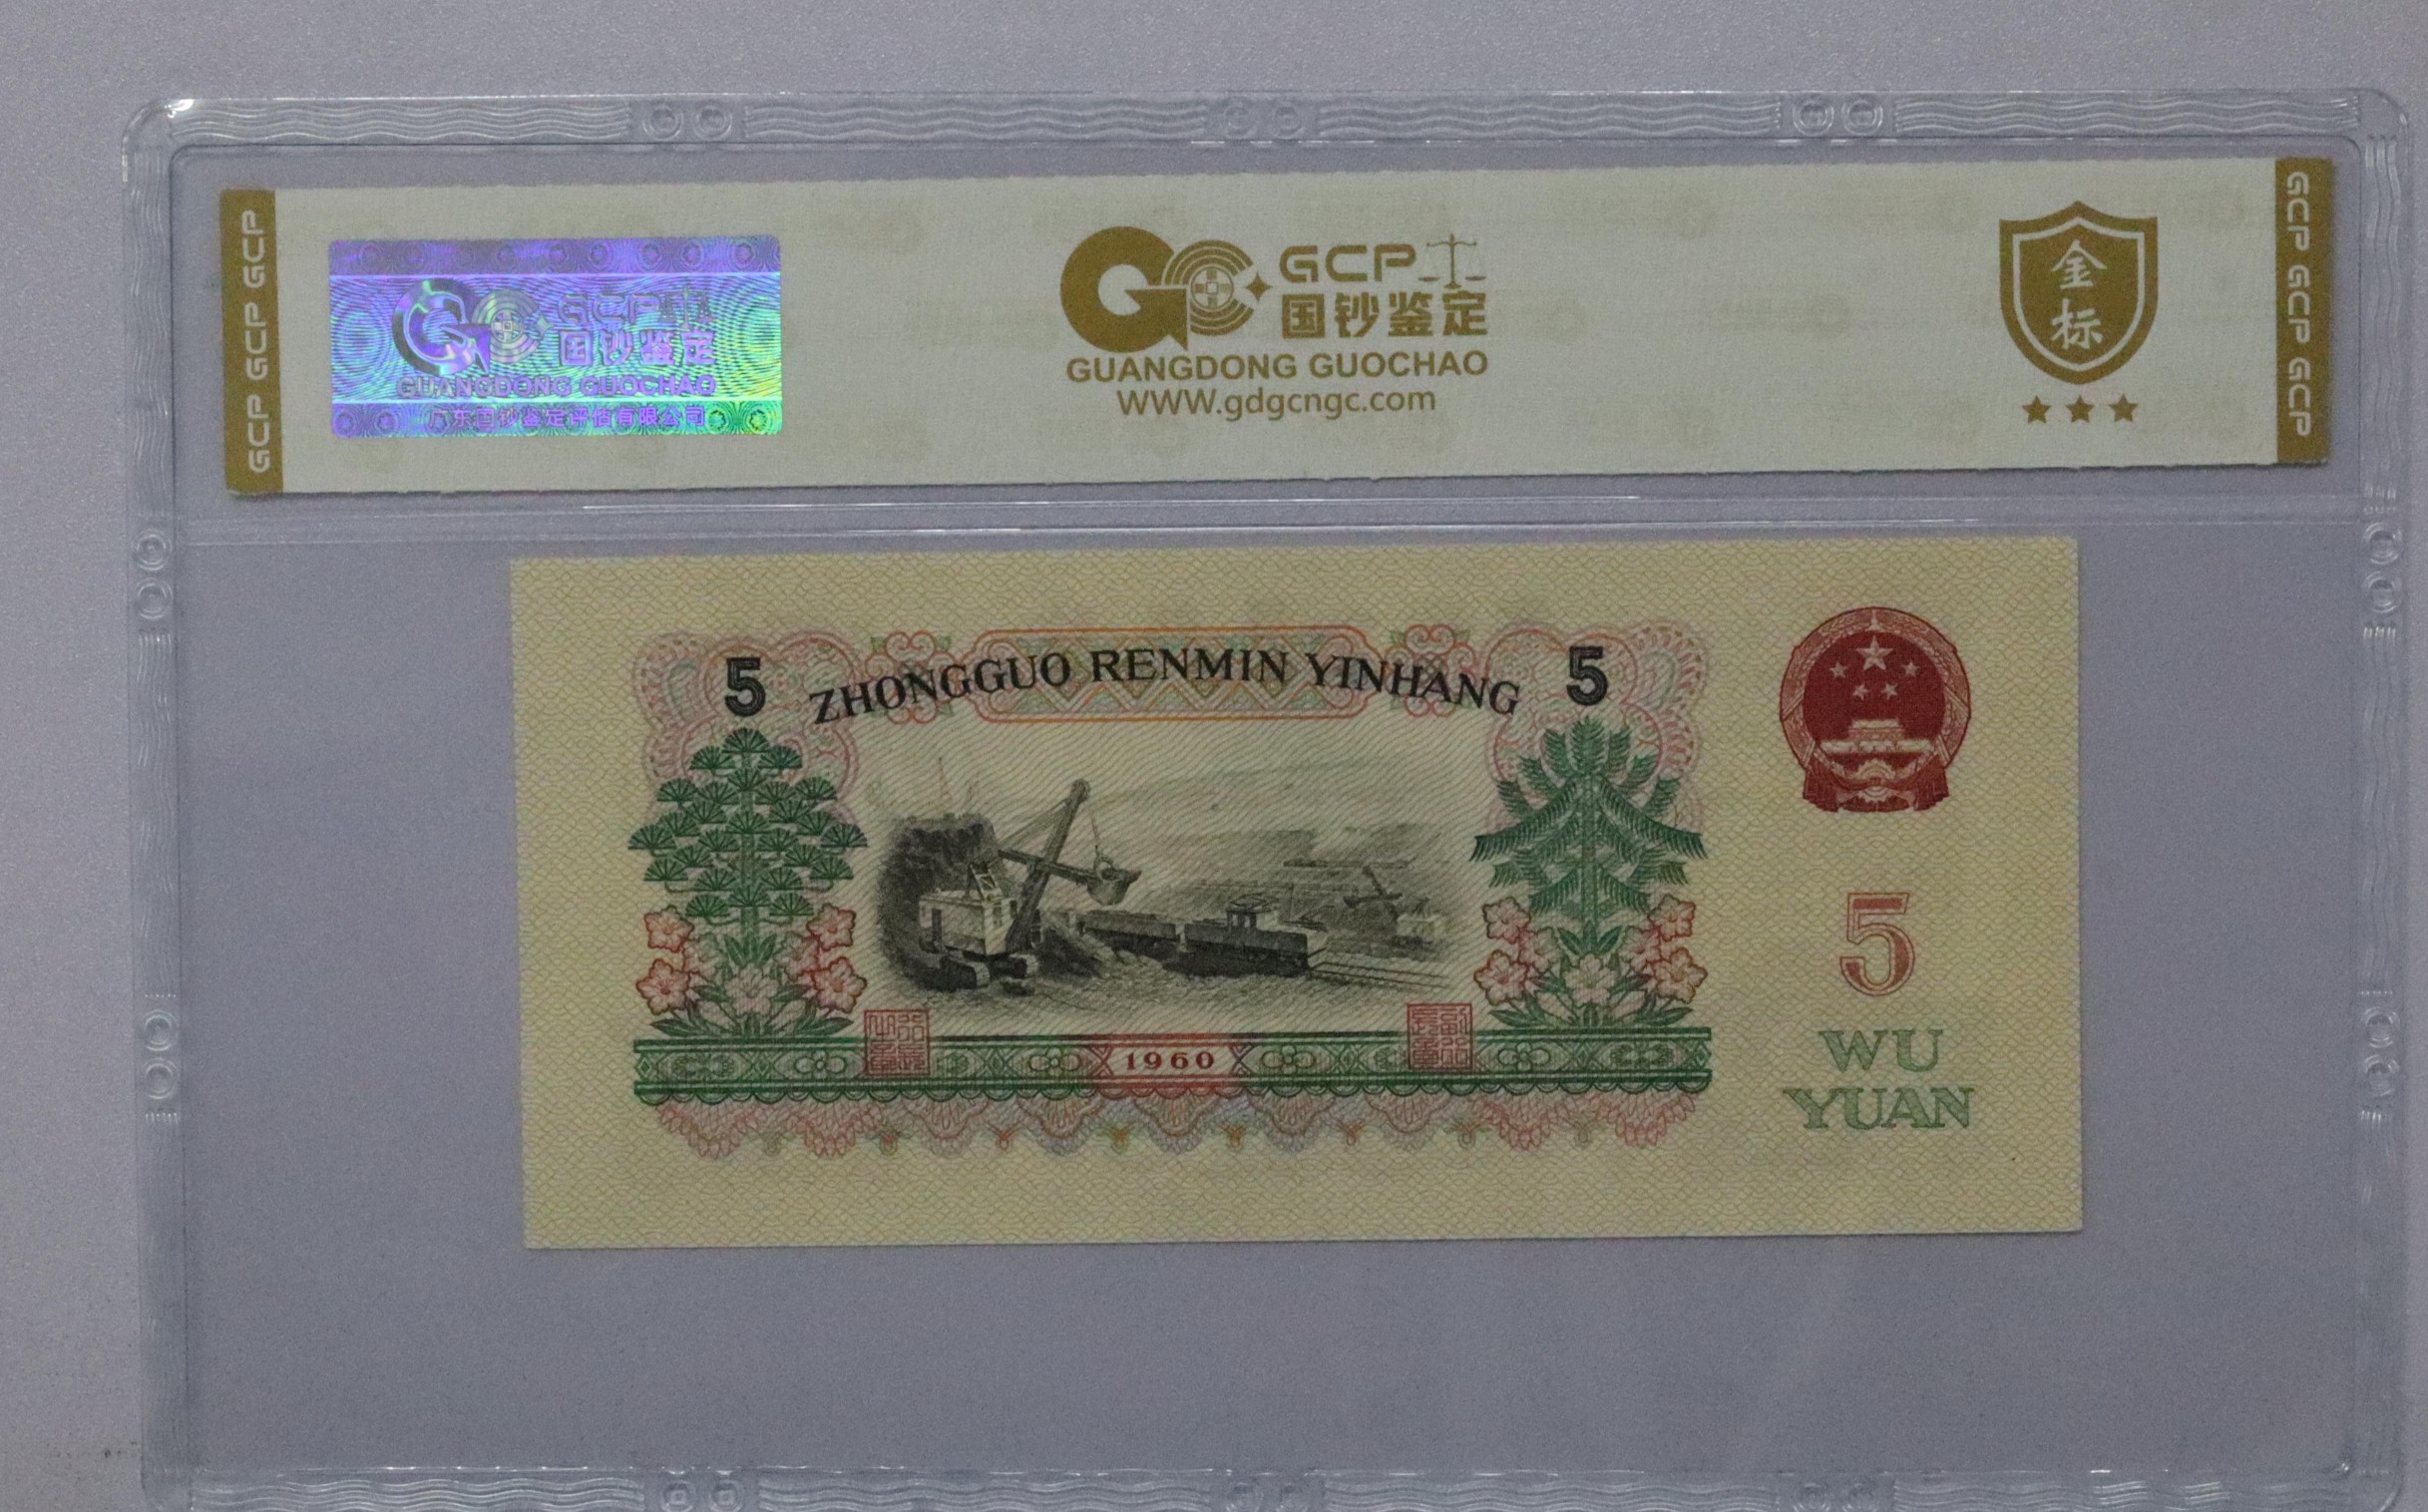 GCP GCP GCP
GCP
国钞鉴定
GUANGDONG GUOCHAO
广东国钞鉴定评估有限公司
GCP
国钞鉴定
GUANGDONG GUOCHAO
WWW.gdgcngc.com
金
标
GCP GCP GCP
5 ZHONGGUO RENMIN YINHANG 5
5
WU
YUAN
1960